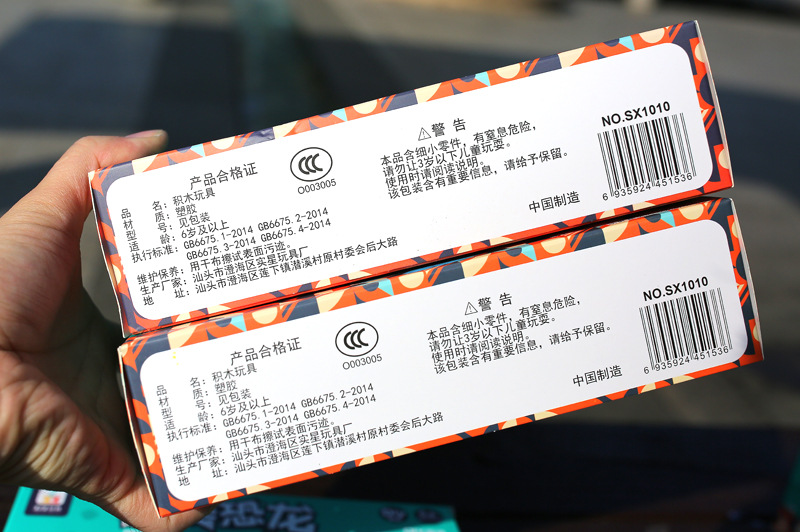 产品合格证
CCC
O003005
品 名：积木玩具
材 质：塑胶
型 号：见包装
适 龄：6岁及以上
执行标准：GB6675.1-2014 GB6675.2-2014
GB6675.3-2014 GB6675.4-2014
维护保养：用干布擦试表面污迹。
生产厂家：汕头市澄海区实星玩具厂
地 址：汕头市澄海区莲下镇潜溪村原村委会后大路
⚠警 告
本品含细小零件，有窒息危险，
请勿让3岁以下儿童玩耍。
使用时请阅读说明。
该包装含有重要信息，请给予保留。
中国制造
NO.SX1010
6 935924 451536
产品合格证
CCC
O003005
品 名：积木玩具
材 质：塑胶
型 号：见包装
适 龄：6岁及以上
执行标准：GB6675.1-2014 GB6675.2-2014
GB6675.3-2014 GB6675.4-2014
维护保养：用干布擦试表面污迹。
生产厂家：汕头市澄海区实星玩具厂
地 址：汕头市澄海区莲下镇潜溪村原村委会后大路
⚠警 告
本品含细小零件，有窒息危险，
请勿让3岁以下儿童玩耍。
使用时请阅读说明。
该包装含有重要信息，请给予保留。
中国制造
NO.SX1010
6 935924 451536
恐龙